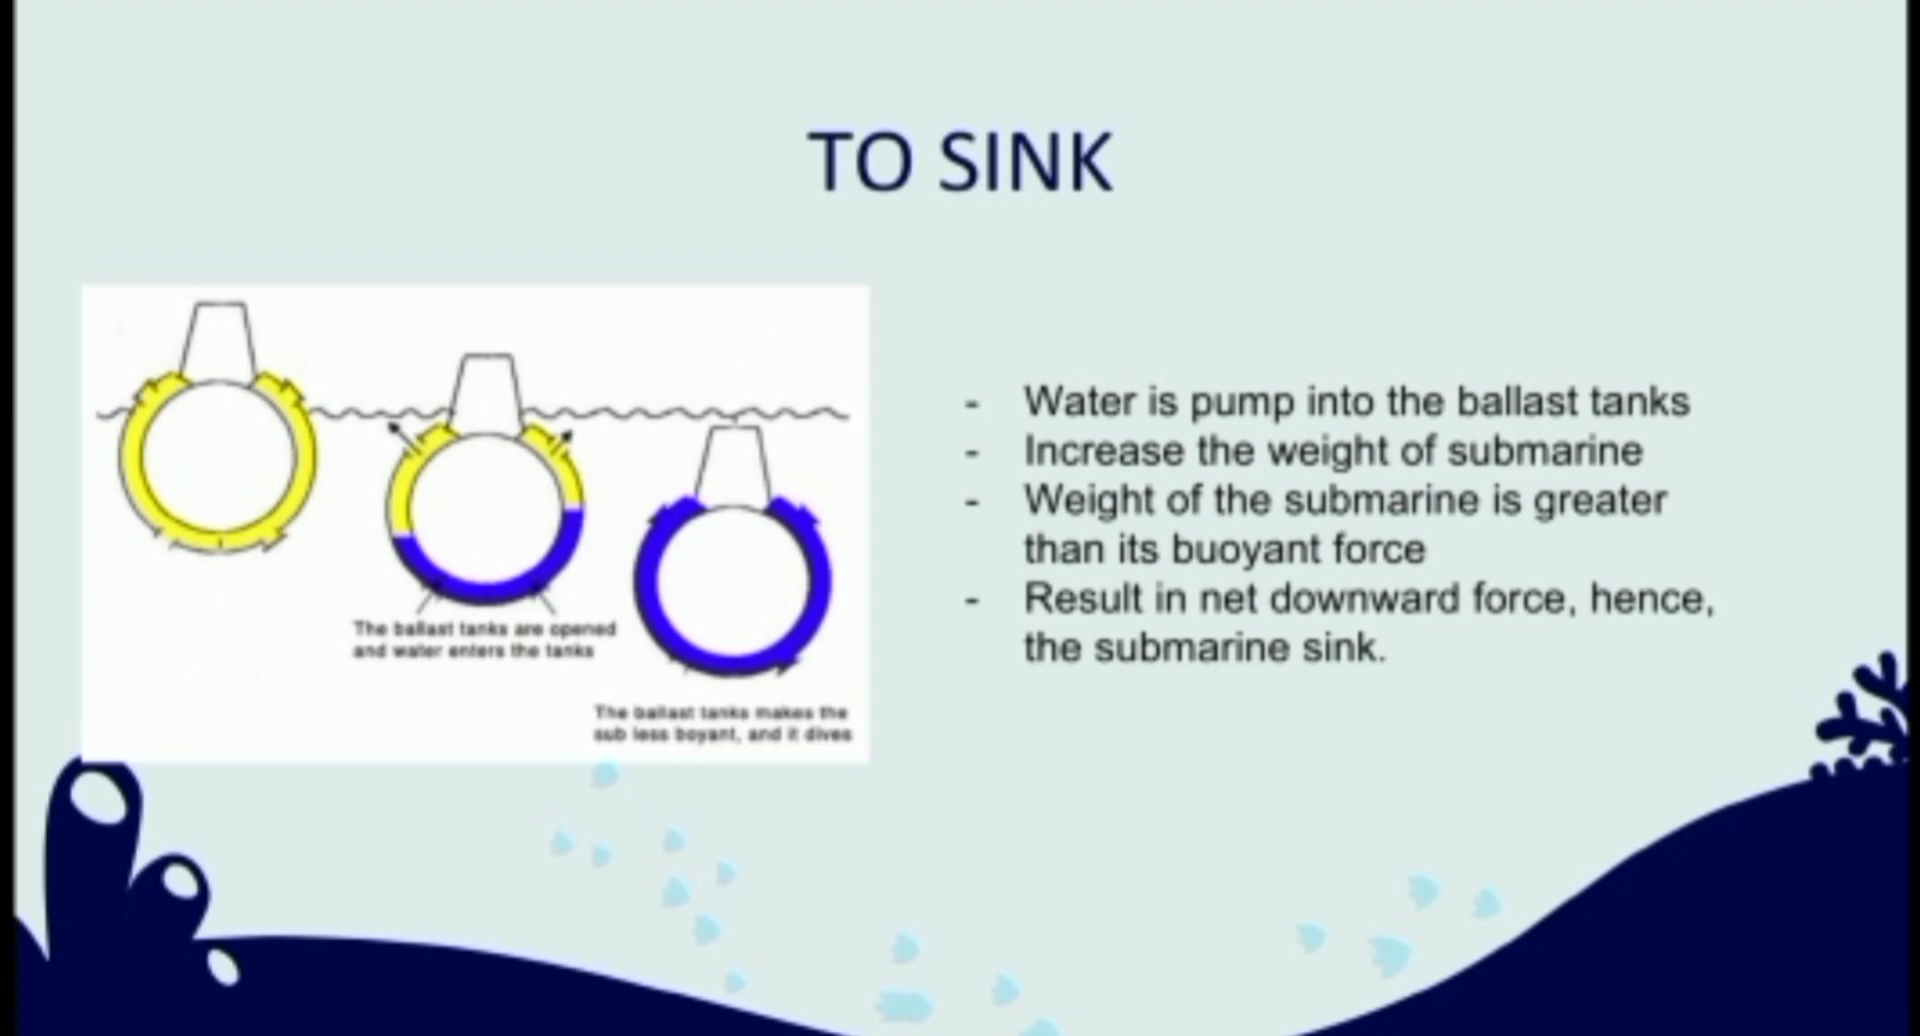 TO SINK
The ballast tanks are opened
and water enters the tanks
The ballast tanks makes the
sub less boyant, and it dives
- Water is pump into the ballast tanks
- Increase the weight of submarine
- Weight of the submarine is greater
than its buoyant force
- Result in net downward force, hence,
the submarine sink.